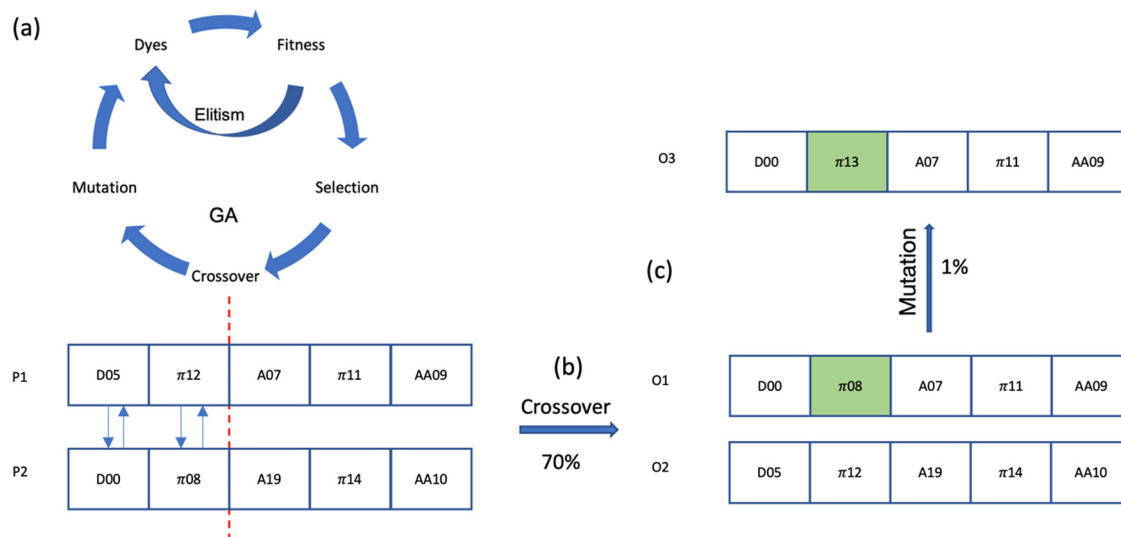 (a)
Dyes
Fitness
Elitism
Mutation
Selection
GA
Crossover
P1
D05 π12 A07 π11 AA09
P2
D00 π08 A19 π14 AA10
(b)
Crossover
70%
O3
D00 π13 A07 π11 AA09
(c)
Mutation
1%
O1
D00 π08 A07 π11 AA09
O2
D05 π12 A19 π14 AA10